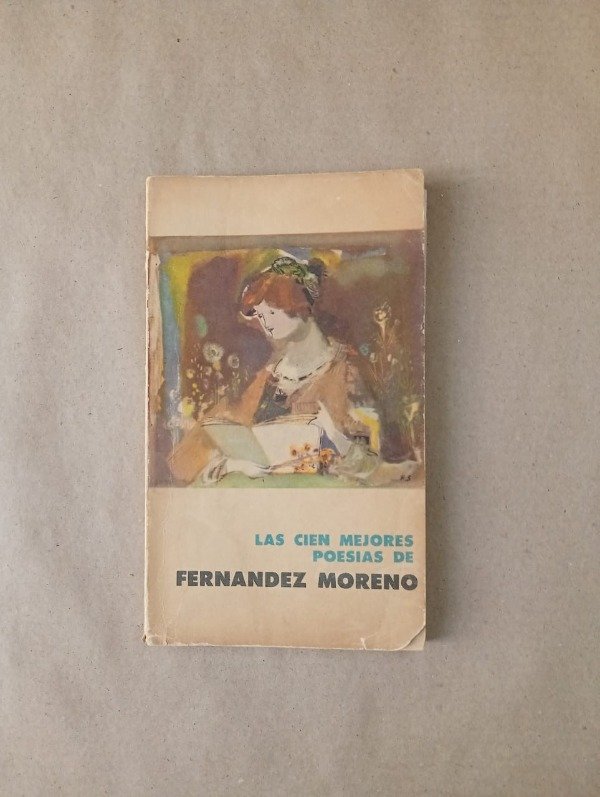 LAS CIEN MEJORES
POESIAS DE
FERNANDEZ MORENO